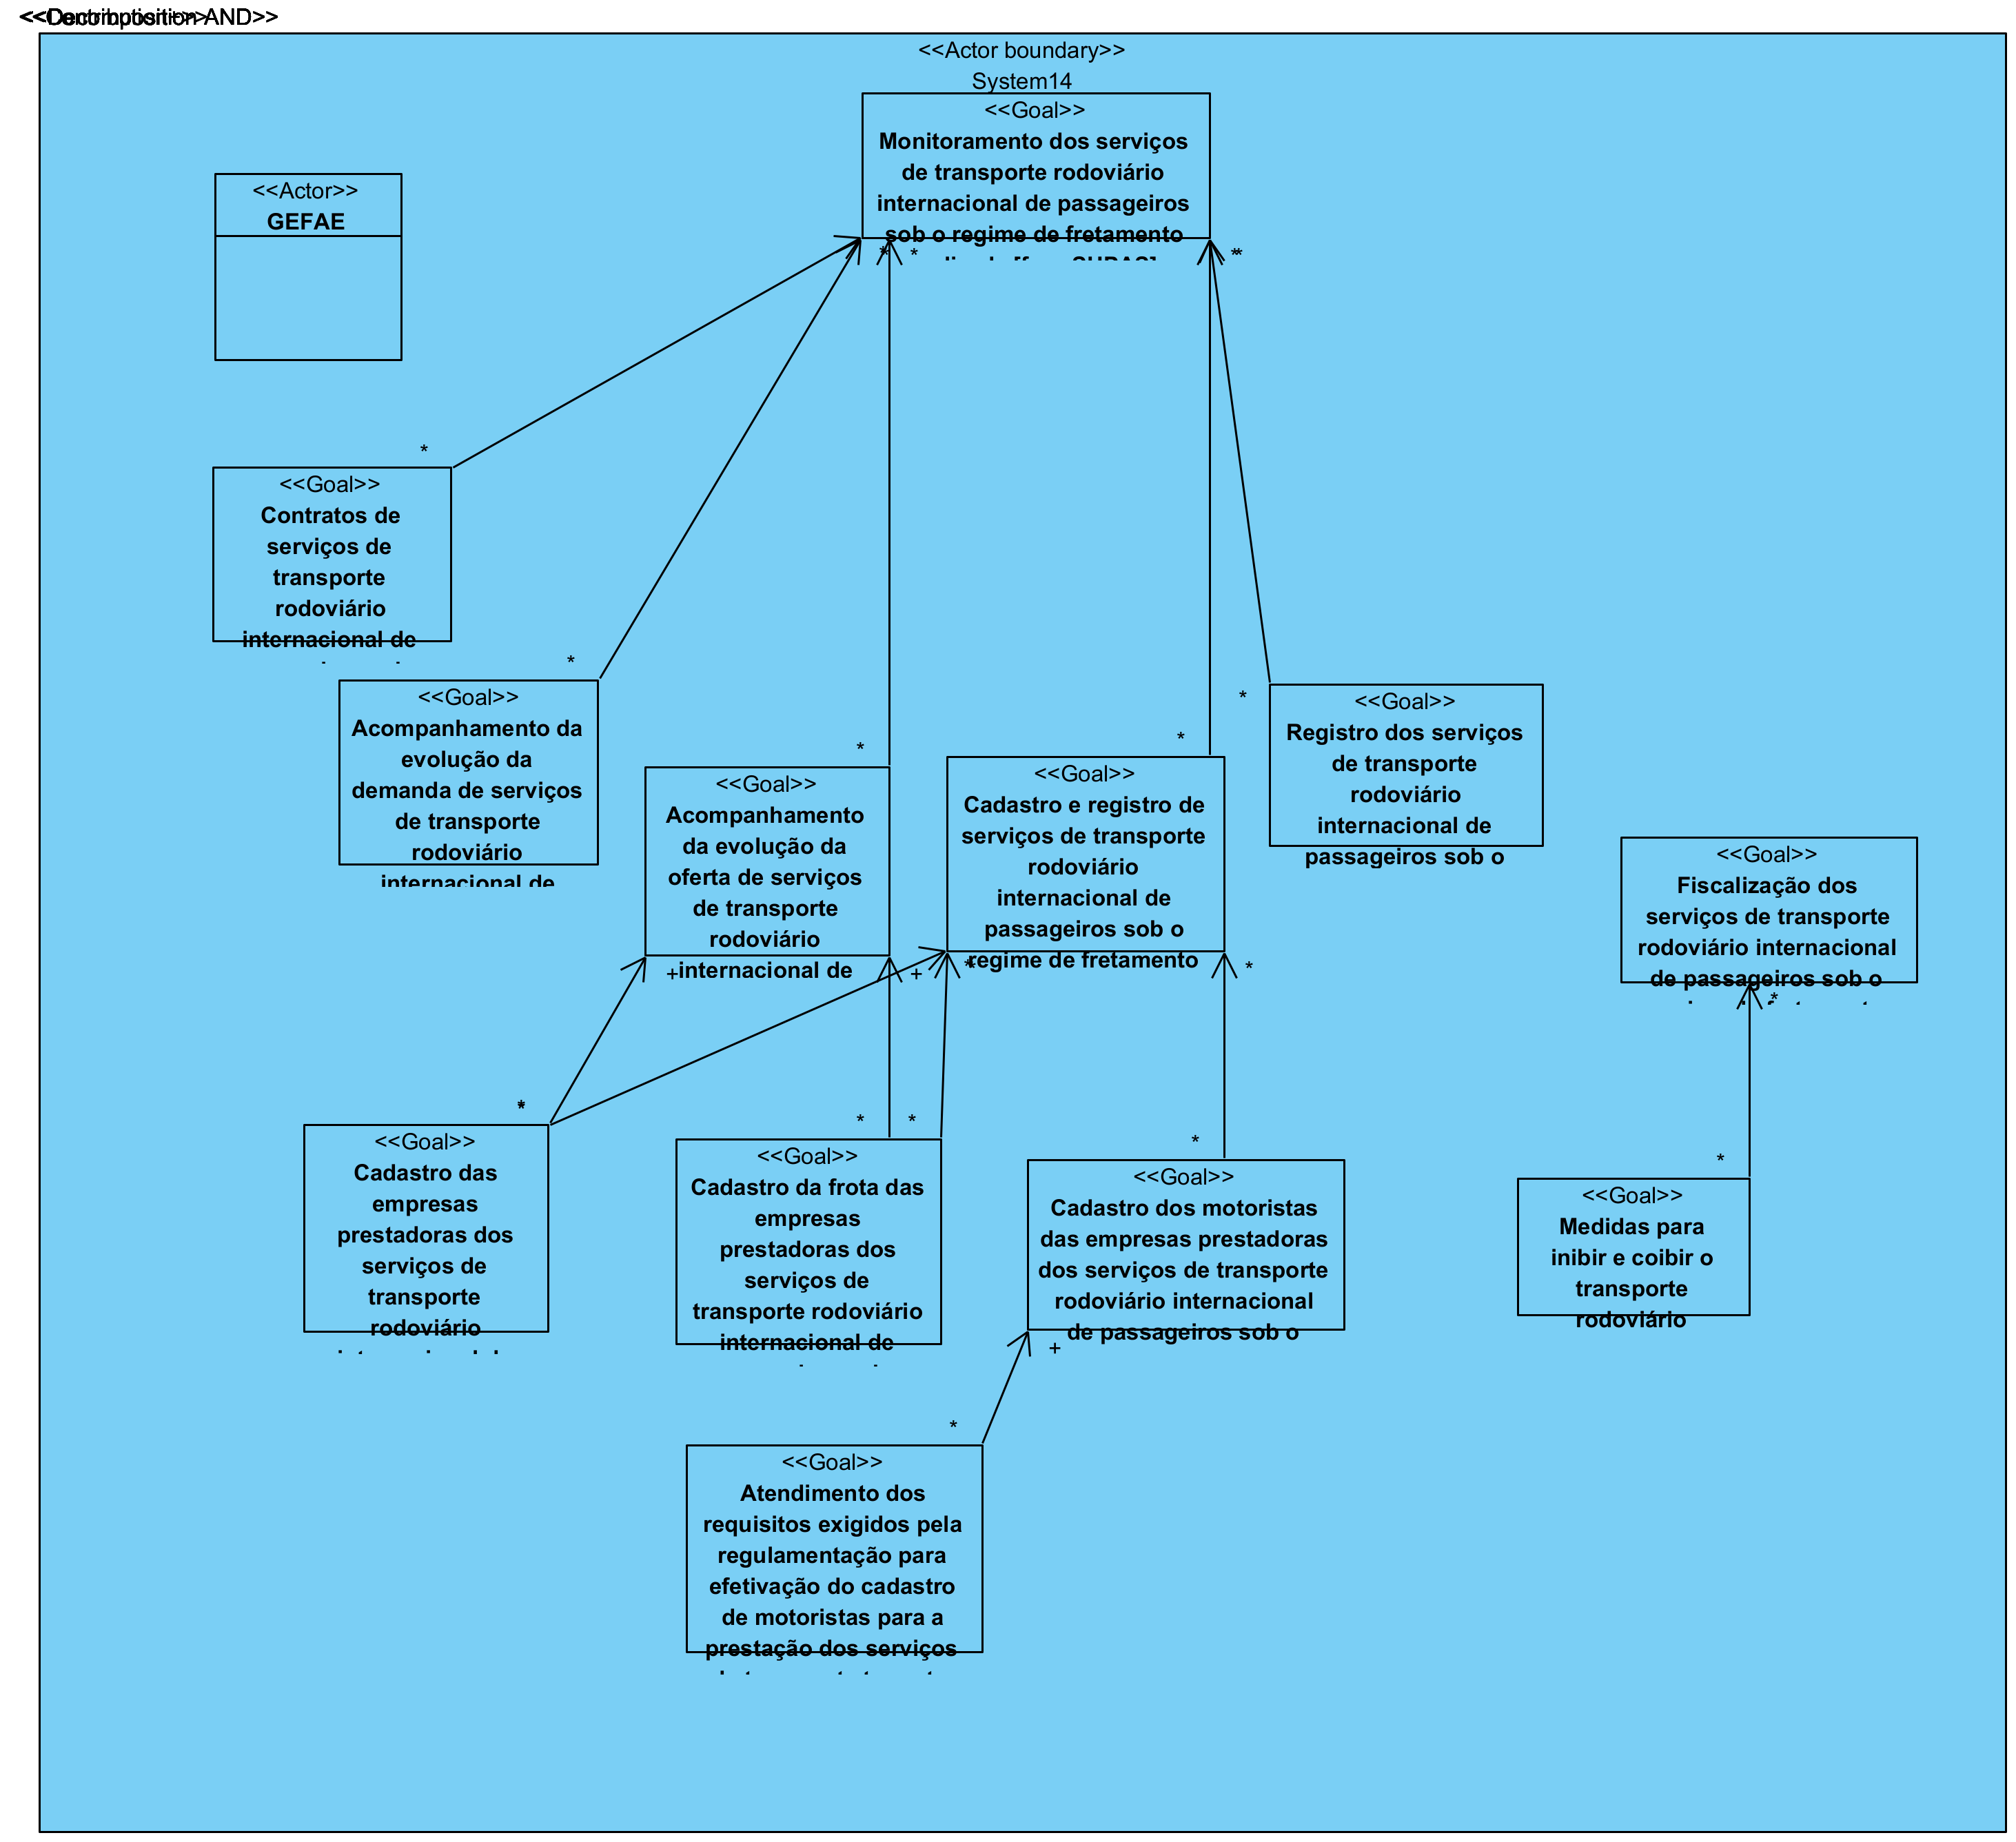 <<Contribution>>
<<Decomposition AND>>
<<Actor boundary>>
System14
<<Goal>>
Monitoramento dos serviços
de transporte rodoviário
internacional de passageiros
sob o regime de fretamento
<<Actor>>
GEFAE
* * **
*
<<Goal>>
Contratos de
serviços de
transporte
rodoviário
internacional de
*
<<Goal>>
Acompanhamento da
evolução da
demanda de serviços
de transporte
rodoviário
internacional de
*
<<Goal>>
Acompanhamento
da evolução da
oferta de serviços
de transporte
rodoviário
internacional de
*
<<Goal>>
Cadastro e registro de
serviços de transporte
rodoviário
internacional de
passageiros sob o
regime de fretamento
*
<<Goal>>
Registro dos serviços
de transporte
rodoviário
internacional de
passageiros sob o
<<Goal>>
Fiscalização dos
serviços de transporte
rodoviário internacional
de passageiros sob o
+ + * *
*
*
<<Goal>>
Cadastro das
empresas
prestadoras dos
serviços de
transporte
rodoviário
* *
<<Goal>>
Cadastro da frota das
empresas
prestadoras dos
serviços de
transporte rodoviário
internacional de
*
<<Goal>>
Cadastro dos motoristas
das empresas prestadoras
dos serviços de transporte
rodoviário internacional
de passageiros sob o
*
<<Goal>>
Medidas para
inibir e coibir o
transporte
rodoviário
+
*
<<Goal>>
Atendimento dos
requisitos exigidos pela
regulamentação para
efetivação do cadastro
de motoristas para a
prestação dos serviços